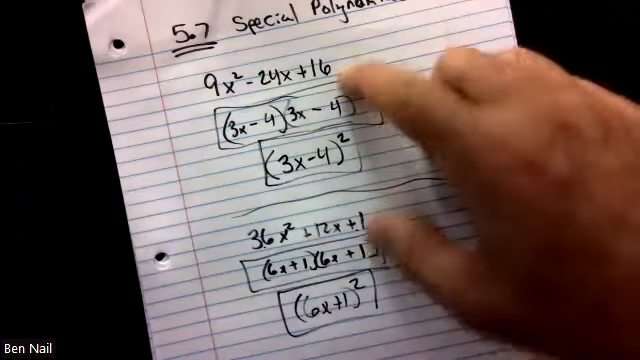 5.7 Special
9x² - 24x + 16
(3x - 4)(3x - 4)
(3x - 4)²
36x² + 12x + 1
(6x + 1)(6x + 1)
(6x + 1)²
Ben Nail